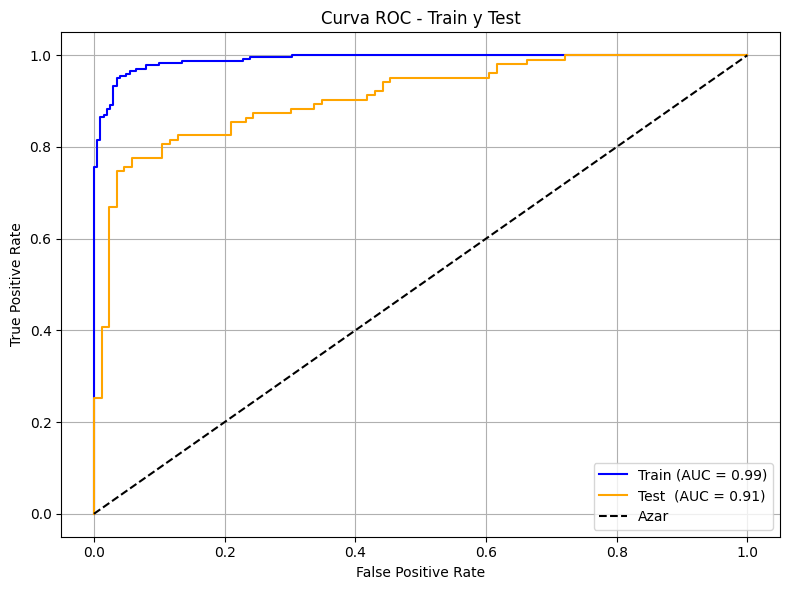 Curva ROC - Train y Test
True Positive Rate
1.0
0.8
0.6
0.4
0.2
0.0
0.0 0.2 0.4 0.6 0.8 1.0
False Positive Rate
Train (AUC = 0.99)
Test (AUC = 0.91)
Azar